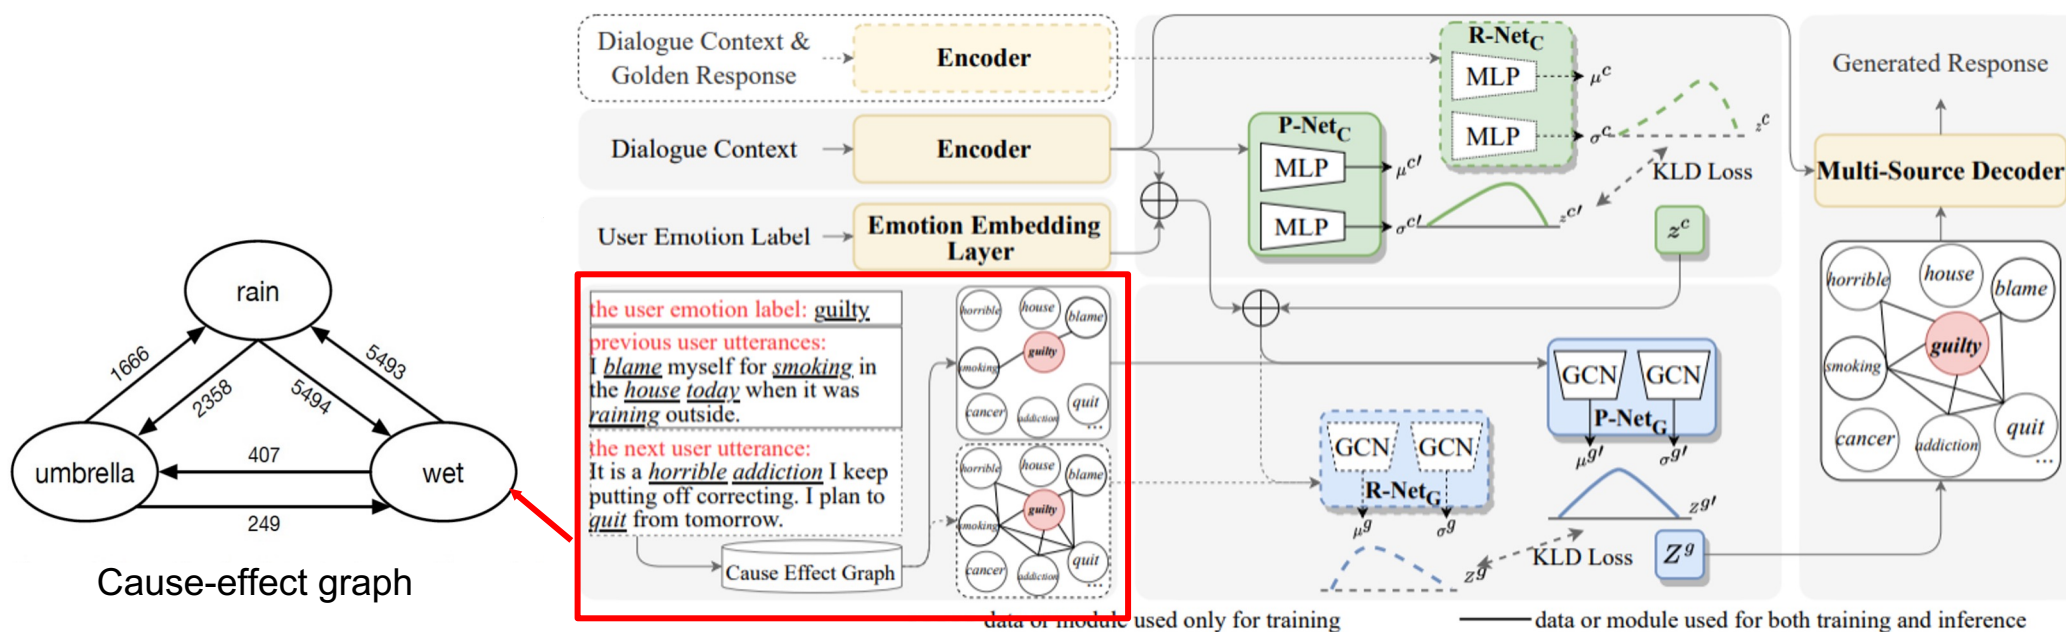 rain
1666
2358
5494
5493
umbrella
407
249
wet
Cause-effect graph
Dialogue Context &
Golden Response
Encoder
Dialogue Context
Encoder
User Emotion Label
Emotion Embedding
Layer
the user emotion label: guilty
previous user utterances:
I blame myself for smoking in
the house today when it was
raining outside.
the next user utterance:
It is a horrible addiction I keep
putting off correcting. I plan to
quit from tomorrow.
Cause Effect Graph
horrible
house
blame
guilty
smoking
cancer
addiction
quit
...
horrible
house
blame
guilty
smoking
cancer
addiction
quit
...
P-NetC
MLP
μc′
MLP
σc′
zc′
R-NetC
MLP
μc
MLP
σc
zc
KLD Loss
zc
GCN
GCN
P-NetG
μg′
σg′
Zg′
GCN
GCN
R-NetG
μg
σg
Zg
KLD Loss
Zg
Generated Response
Multi-Source Decoder
horrible
house
blame
guilty
smoking
cancer
addiction
quit
...
data or module used only for training
data or module used for both training and inference